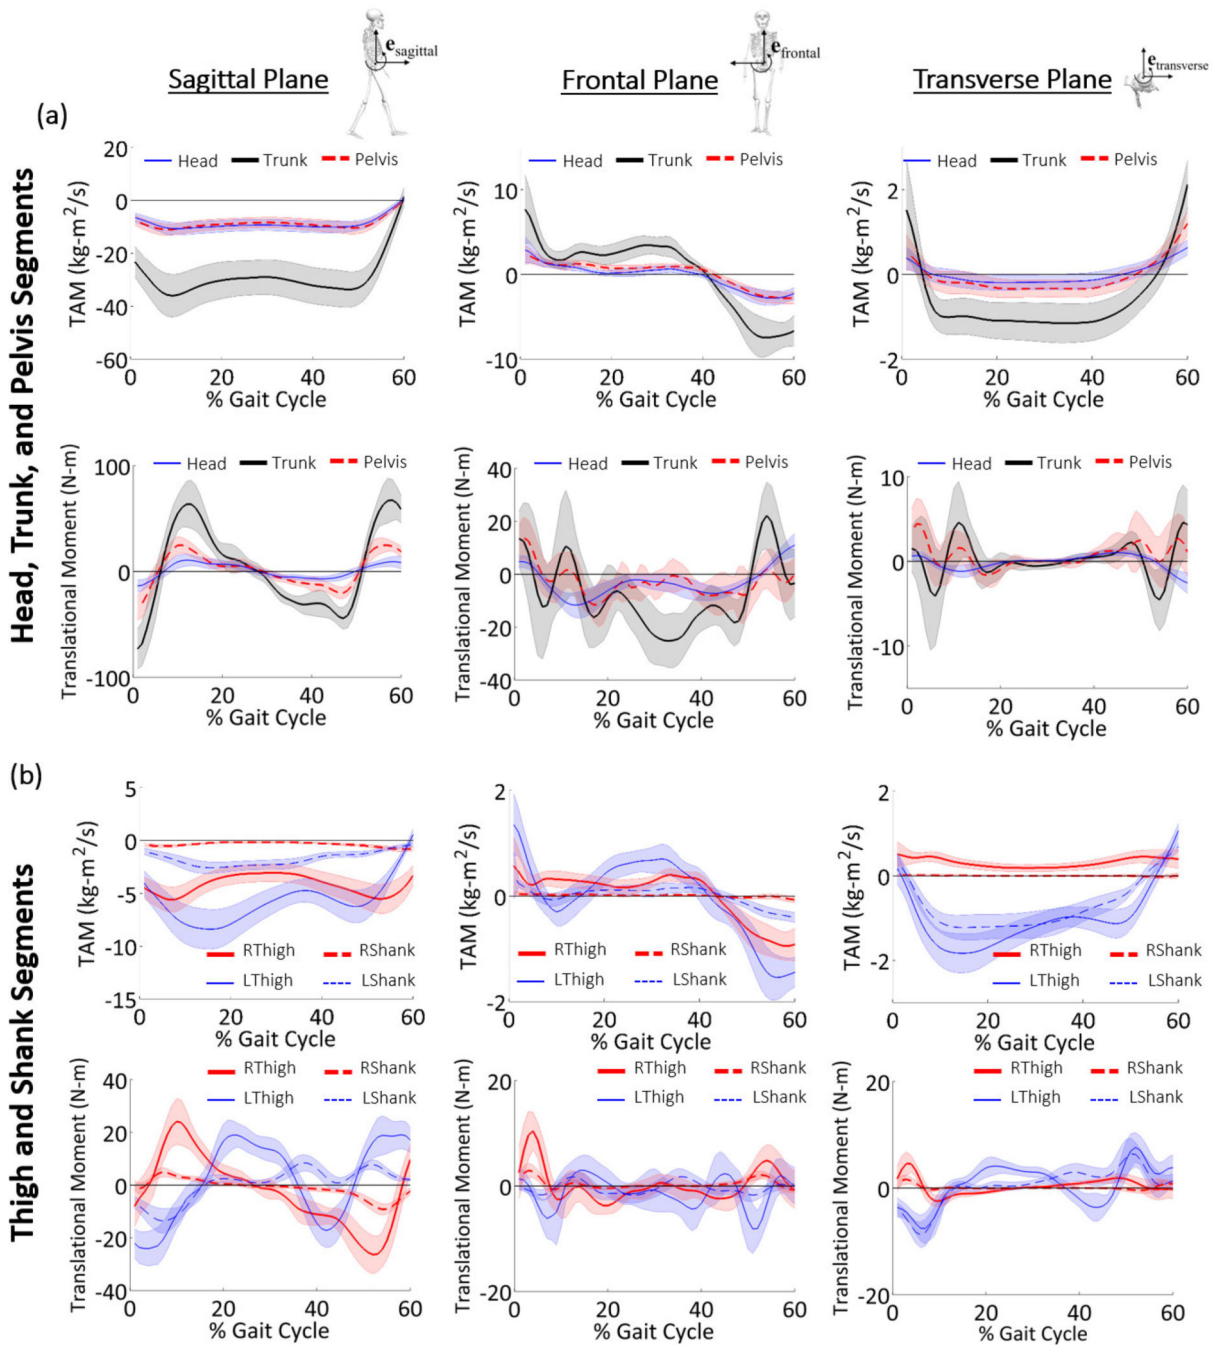 e sagittal
e frontal
e transverse
Sagittal Plane
Frontal Plane
Transverse Plane
(a)
Head, Trunk, and Pelvis Segments
Head Trunk Pelvis
TAM (kg-m²/s)
20
0
-20
-40
-60
0 20 40 60
% Gait Cycle
Head Trunk Pelvis
TAM (kg-m²/s)
10
0
-10
0 20 40 60
% Gait Cycle
Head Trunk Pelvis
TAM (kg-m²/s)
2
0
-2
0 20 40 60
% Gait Cycle
Head Trunk Pelvis
Translational Moment (N-m)
100
0
-100
0 20 40 60
% Gait Cycle
Head Trunk Pelvis
Translational Moment (N-m)
40
20
0
-20
-40
0 20 40 60
% Gait Cycle
Head Trunk Pelvis
Translational Moment (N-m)
10
0
-10
0 20 40 60
% Gait Cycle
(b)
Thigh and Shank Segments
TAM (kg-m²/s)
5
0
-5
-10
-15
RThigh RShank
LThigh LShank
0 20 40 60
% Gait Cycle
TAM (kg-m²/s)
2
0
-2
RThigh RShank
LThigh LShank
0 20 40 60
% Gait Cycle
TAM (kg-m²/s)
2
0
-2
RThigh RShank
LThigh LShank
0 20 40 60
% Gait Cycle
RThigh RShank
LThigh LShank
Translational Moment (N-m)
40
20
0
-20
-40
0 20 40 60
% Gait Cycle
RThigh RShank
LThigh LShank
Translational Moment (N-m)
20
0
-20
0 20 40 60
% Gait Cycle
RThigh RShank
LThigh LShank
Translational Moment (N-m)
20
0
-20
0 20 40 60
% Gait Cycle